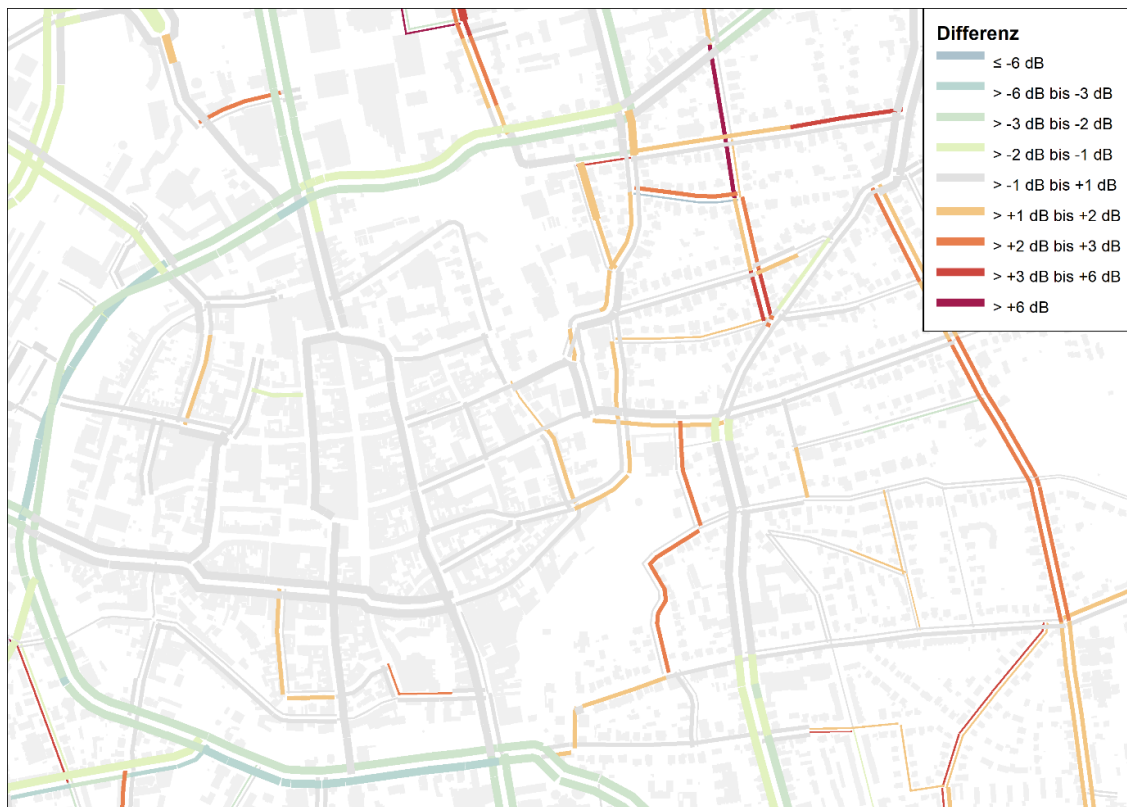 Differenz
≤ -6 dB
> -6 dB bis -3 dB
> -3 dB bis -2 dB
> -2 dB bis -1 dB
> -1 dB bis +1 dB
> +1 dB bis +2 dB
> +2 dB bis +3 dB
> +3 dB bis +6 dB
> +6 dB